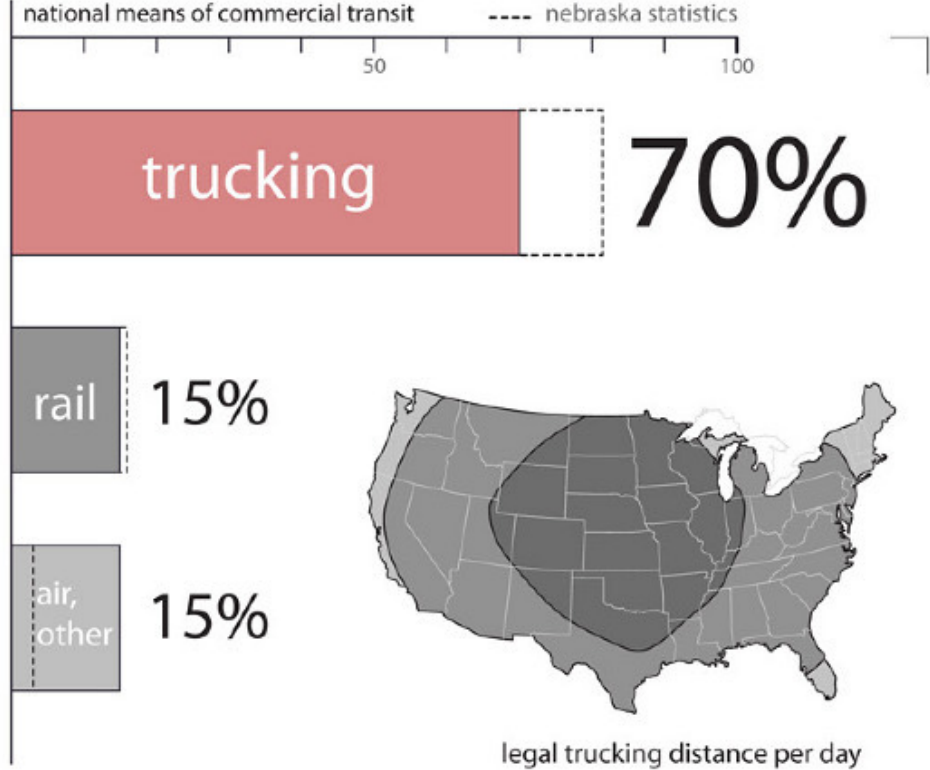 national means of commercial transit
nebraska statistics
50
100
trucking
70%
rail
15%
air,
other
15%
legal trucking distance per day